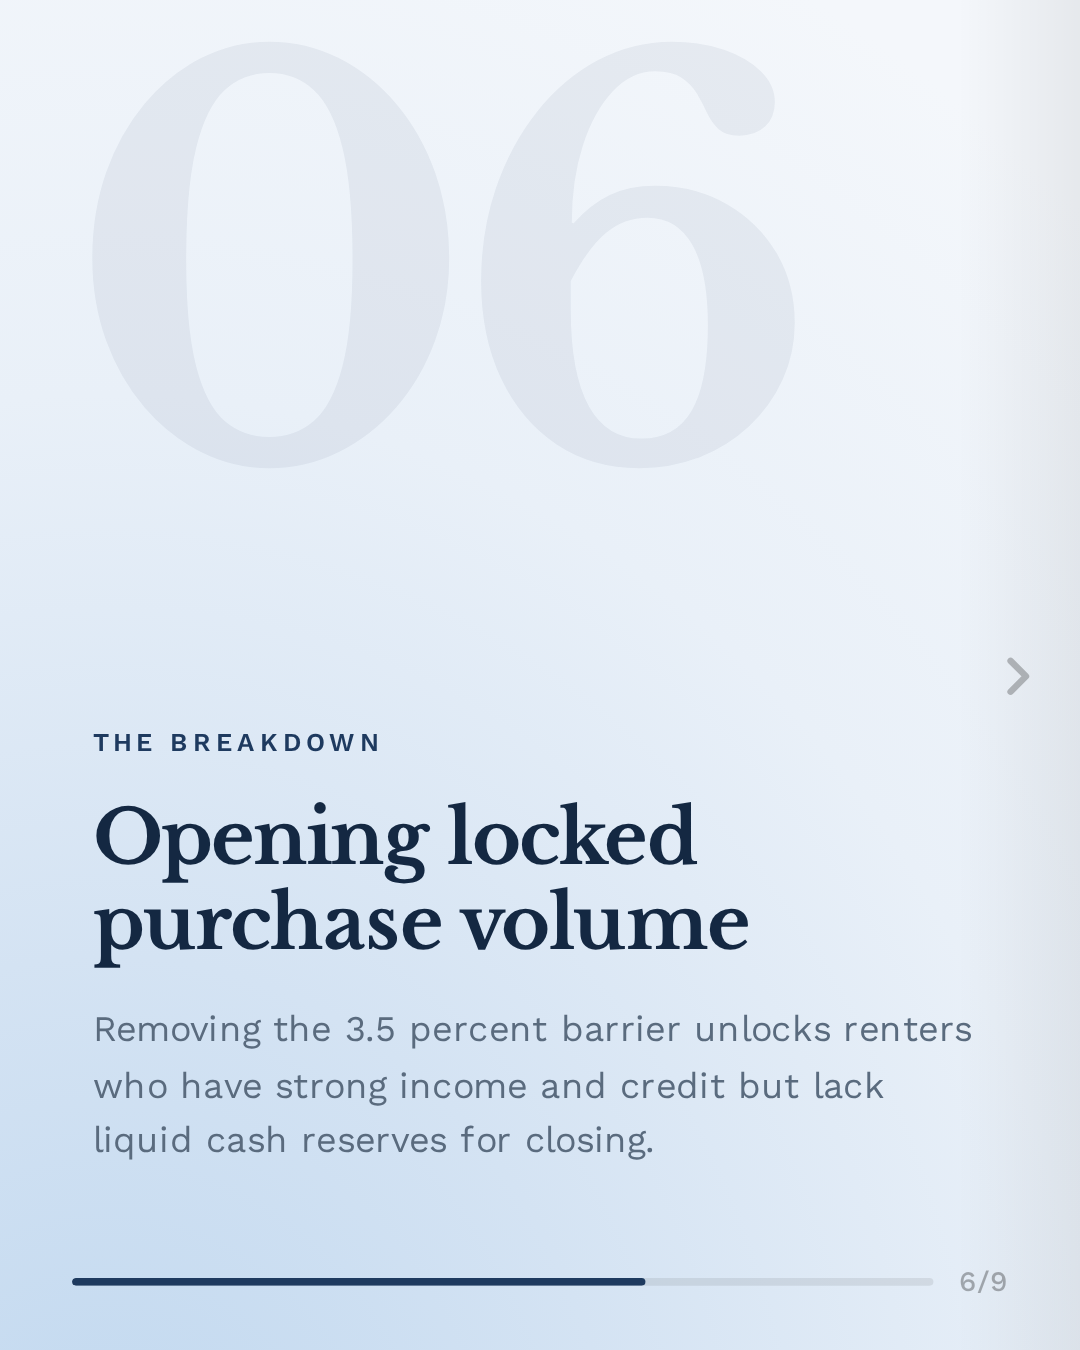 06
THE BREAKDOWN
Opening locked
purchase volume
Removing the 3.5 percent barrier unlocks renters
who have strong income and credit but lack
liquid cash reserves for closing.
6/9